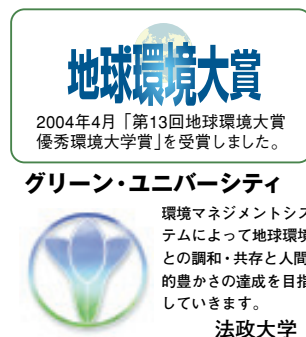 地球環境大賞
2004年4月「第13回地球環境大賞
優秀環境大学賞」を受賞しました。
グリーン・ユニバーシティ
環境マネジメントシス
テムによって地球環境
との調和・共存と人間
的豊かさの達成を目指
していきます。
法政大学